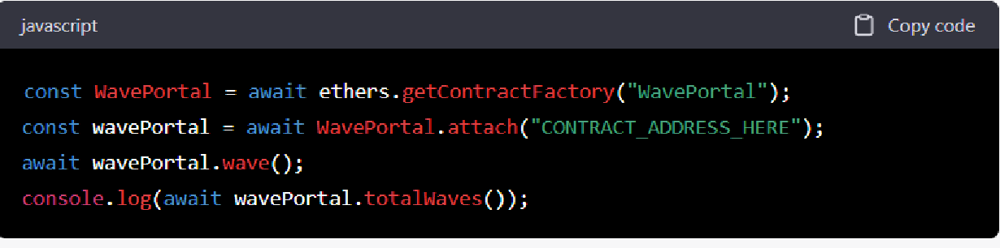 javascript
Copy code
const WavePortal = await ethers.getContractFactory("WavePortal");
const wavePortal = await WavePortal.attach("CONTRACT_ADDRESS_HERE");
await wavePortal.wave();
console.log(await wavePortal.totalWaves());